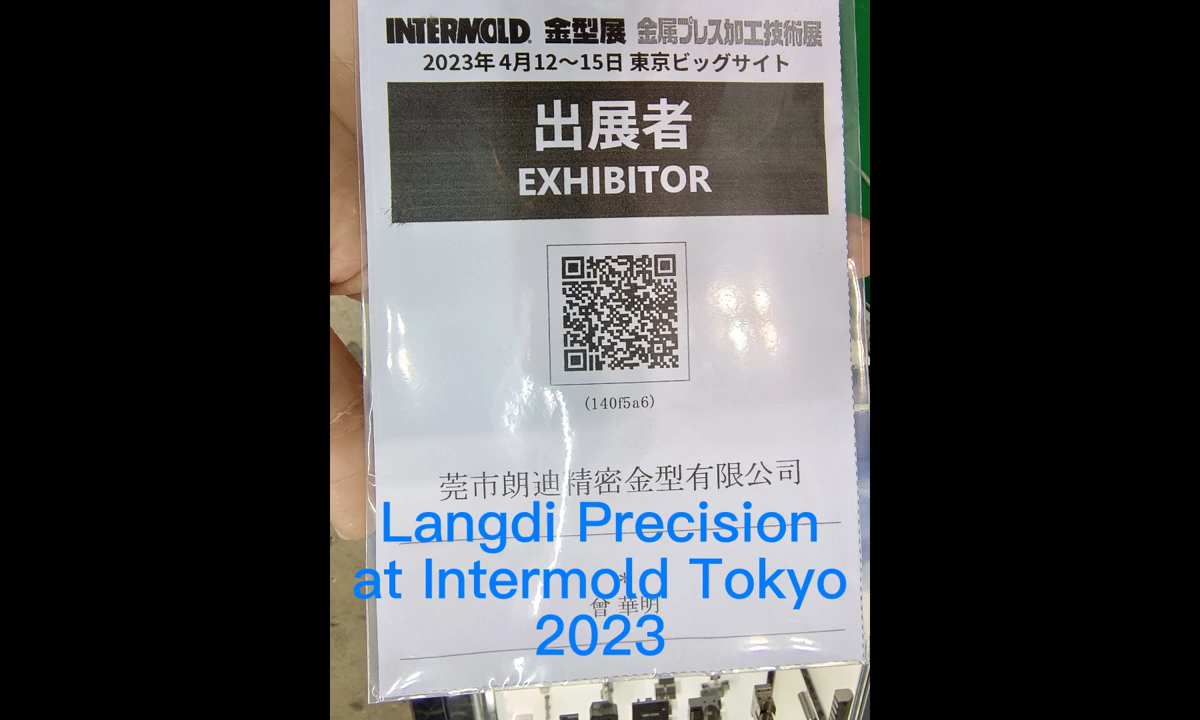 INTERMOLD 金型展 金属プレス加工技術展
2023年4月12～15日 東京ビッグサイト
出展者
EXHIBITOR
(140f5a6)
莞市朗迪精密金型有限公司
Langdi Precision
at Intermold Tokyo
*
曾 華明
2023